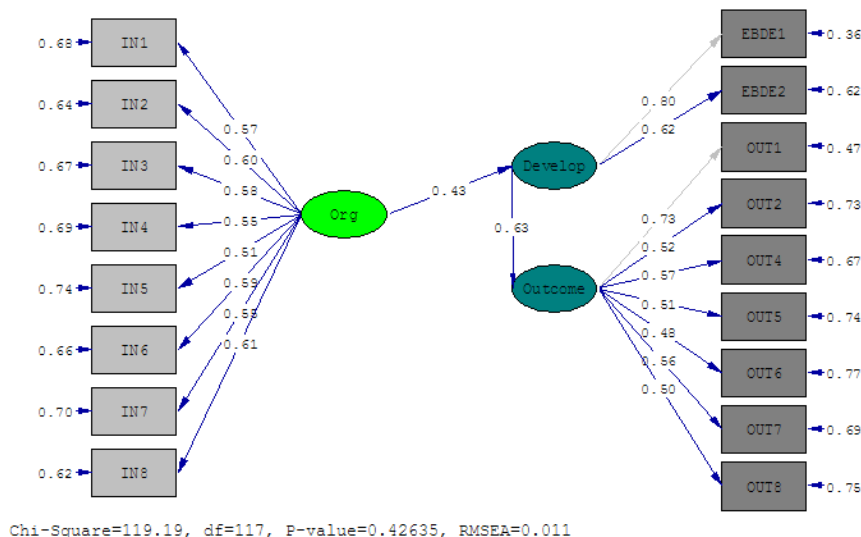 0.68 IN1
0.64 IN2
0.67 IN3
0.69 IN4
0.74 IN5
0.66 IN6
0.70 IN7
0.62 IN8
0.57
0.60
0.58
0.55
0.51
0.59
0.55
0.61
Org
0.43
Develop
0.63
Outcome
0.80
0.62
0.73
0.52
0.57
0.51
0.48
0.56
0.50
EBDE1 0.36
EBDE2 0.62
OUT1 0.47
OUT2 0.73
OUT4 0.67
OUT5 0.74
OUT6 0.77
OUT7 0.69
OUT8 0.75
Chi-Square=119.19, df=117, P-value=0.42635, RMSEA=0.011